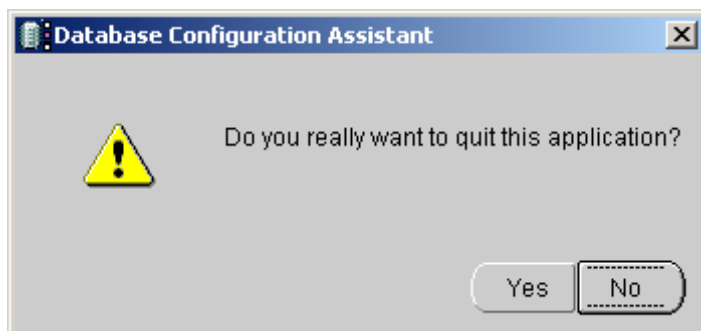 Database Configuration Assistant
Do you really want to quit this application?
Yes No